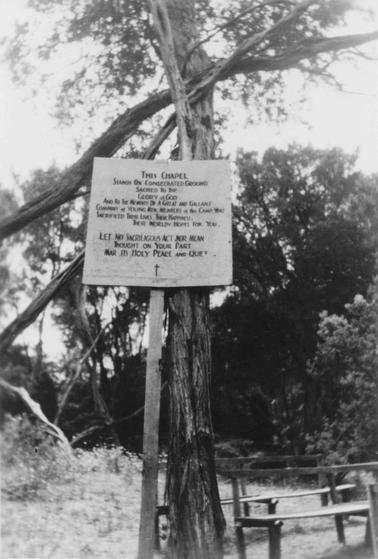 THIS CHAPEL
STANDS ON CONSECRATED GROUND
SACRED TO THE
GLORY OF GOD
AND TO THE MEMORY OF A GREAT AND GALLANT
COMPANY OF YOUNG MEN, MEMBERS OF THIS CAMP WHO
SACRIFICED THEIR LIVES, THEIR HAPPINESS,
THEIR WORLDLY HOPES FOR YOU.
LET NO SACRILIGIOUS ACT NOR MEAN
THOUGHT ON YOUR PART
MAR ITS HOLY PEACE AND QUIET